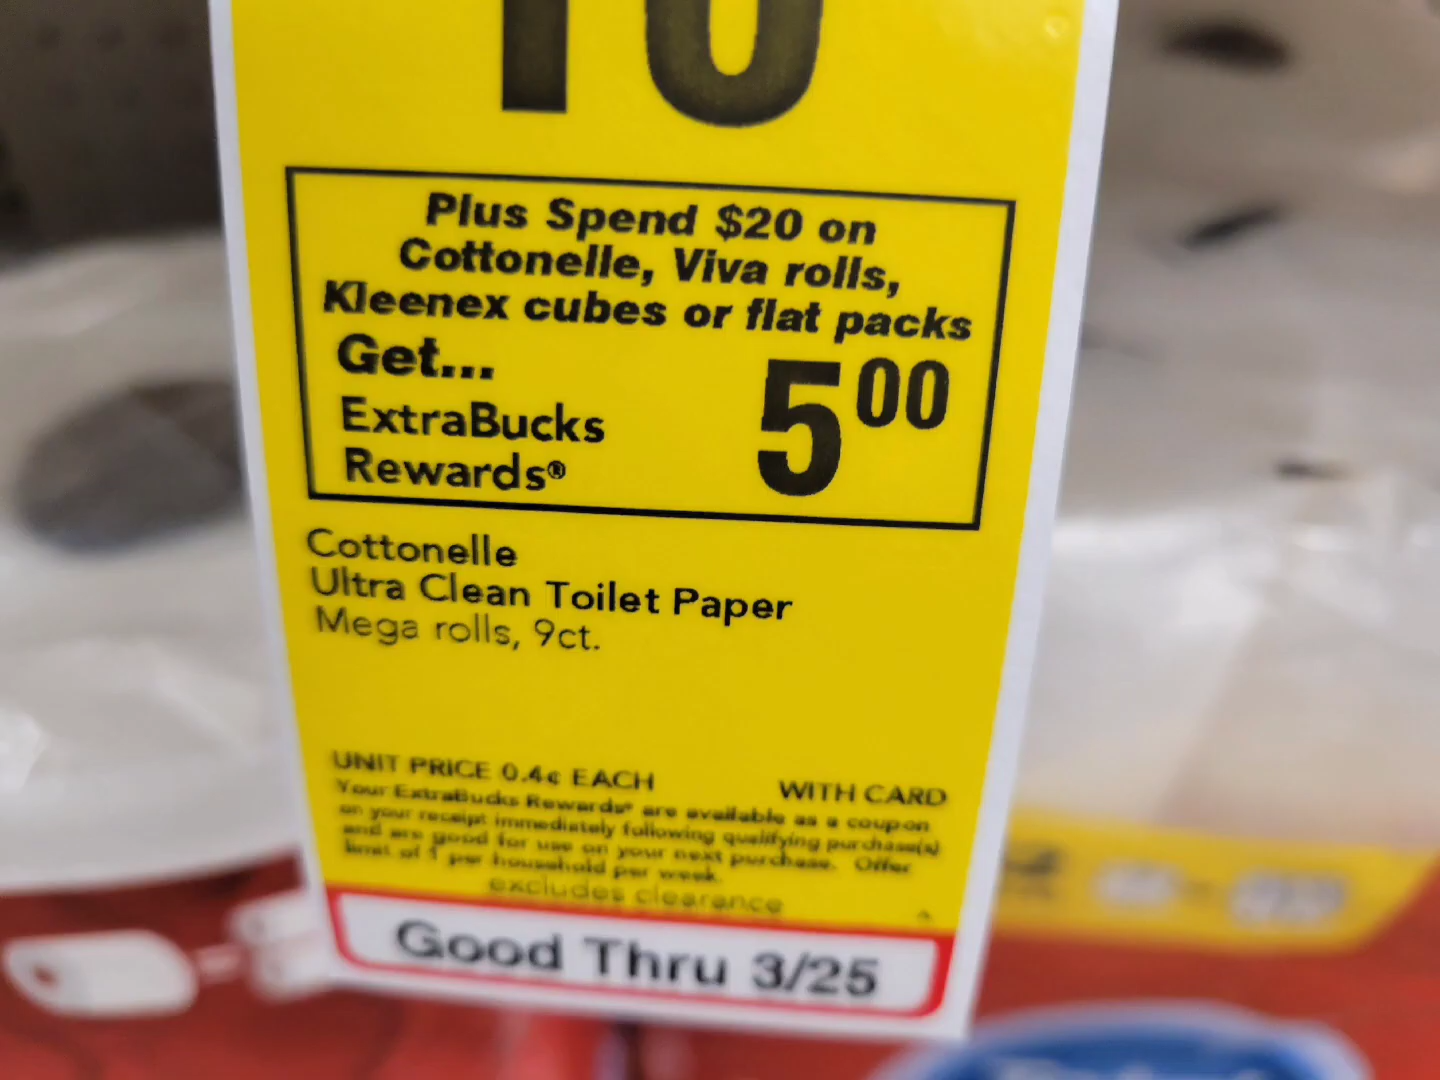 10
Plus Spend $20 on
Cottonelle, Viva rolls,
Kleenex cubes or flat packs
Get...
ExtraBucks
Rewards®
5⁰⁰
Cottonelle
Ultra Clean Toilet Paper
Mega rolls, 9ct.
UNIT PRICE 0.4¢ EACH WITH CARD
Your ExtraBucks Rewards® are available as a coupon
on your receipt immediately following qualifying purchase(s)
and are good for use on your next purchase. Offer
limit of 1 per household per week.
excludes clearance
Good Thru 3/25